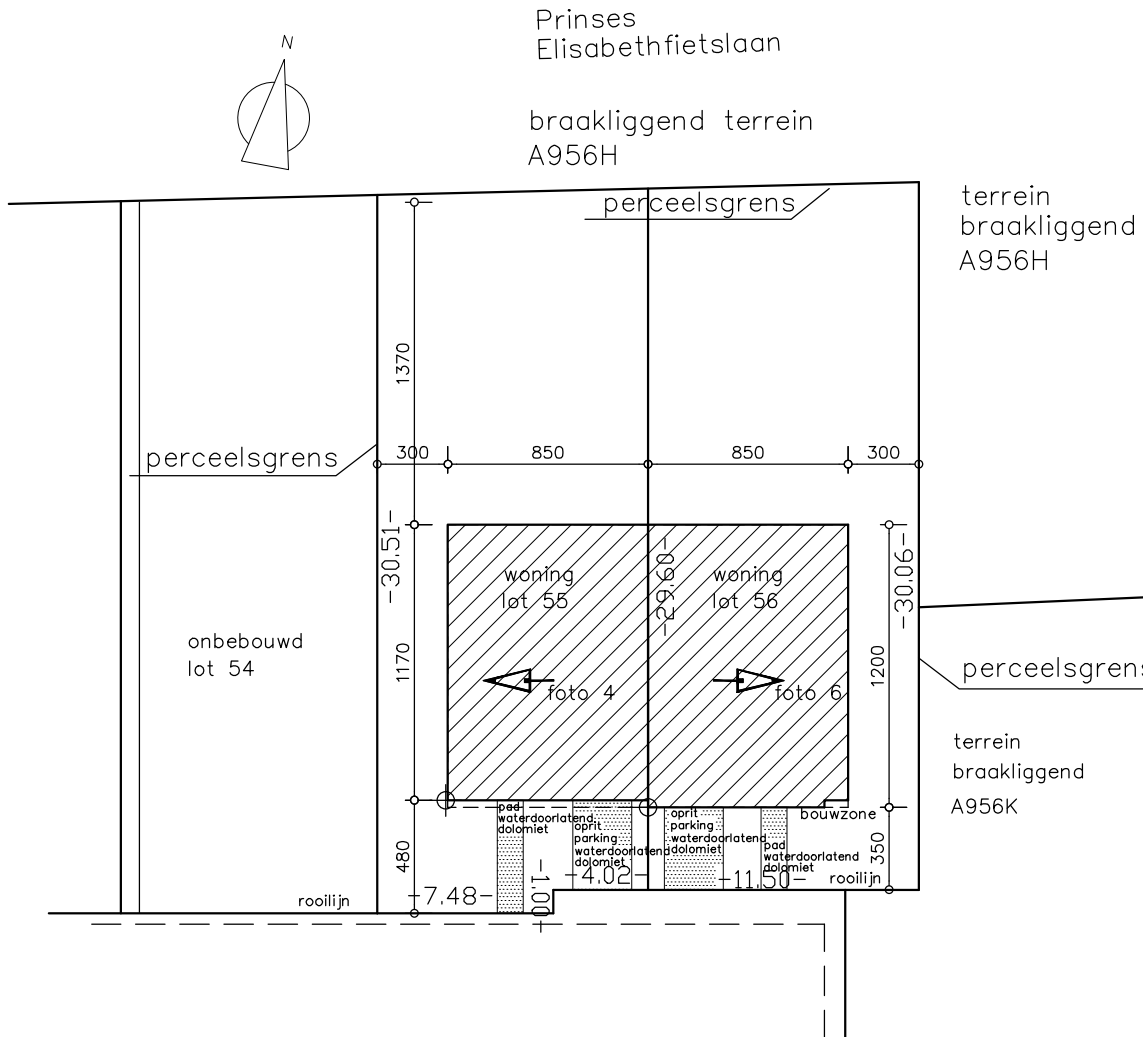 Prinses
Elisabethfietslaan
N
braakliggend terrein
A956H
perceelsgrens
terrein
braakliggend
A956H
1370
perceelsgrens
300
850
850
300
-30.51-
-29.60-
-30.06-
woning
lot 55
woning
lot 56
onbebouwd
lot 54
1170
1200
foto 4
foto 6
perceelsgrens
terrein
braakliggend
A956K
pad
waterdoorlatend
dolomiet
oprit
parking
waterdoorlatend
dolomiet
oprit
parking
waterdoorlatend
dolomiet
pad
waterdoorlatend
dolomiet
bouwzone
480
350
-7.48-
-1.00-
-4.02-
-11.50-
rooilijn
rooilijn